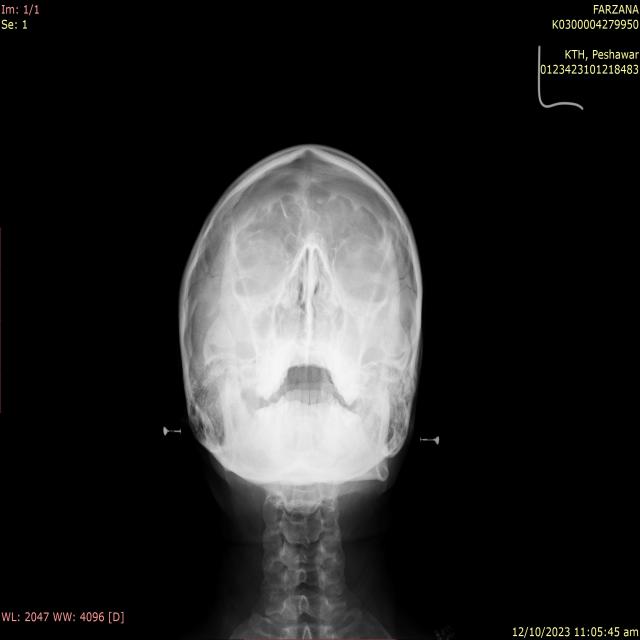 Im: 1/1
Se: 1
FARZANA
K0300004279950
KTH, Peshawar
0123423101218483
WL: 2047 WW: 4096 [D]
12/10/2023 11:05:45 am